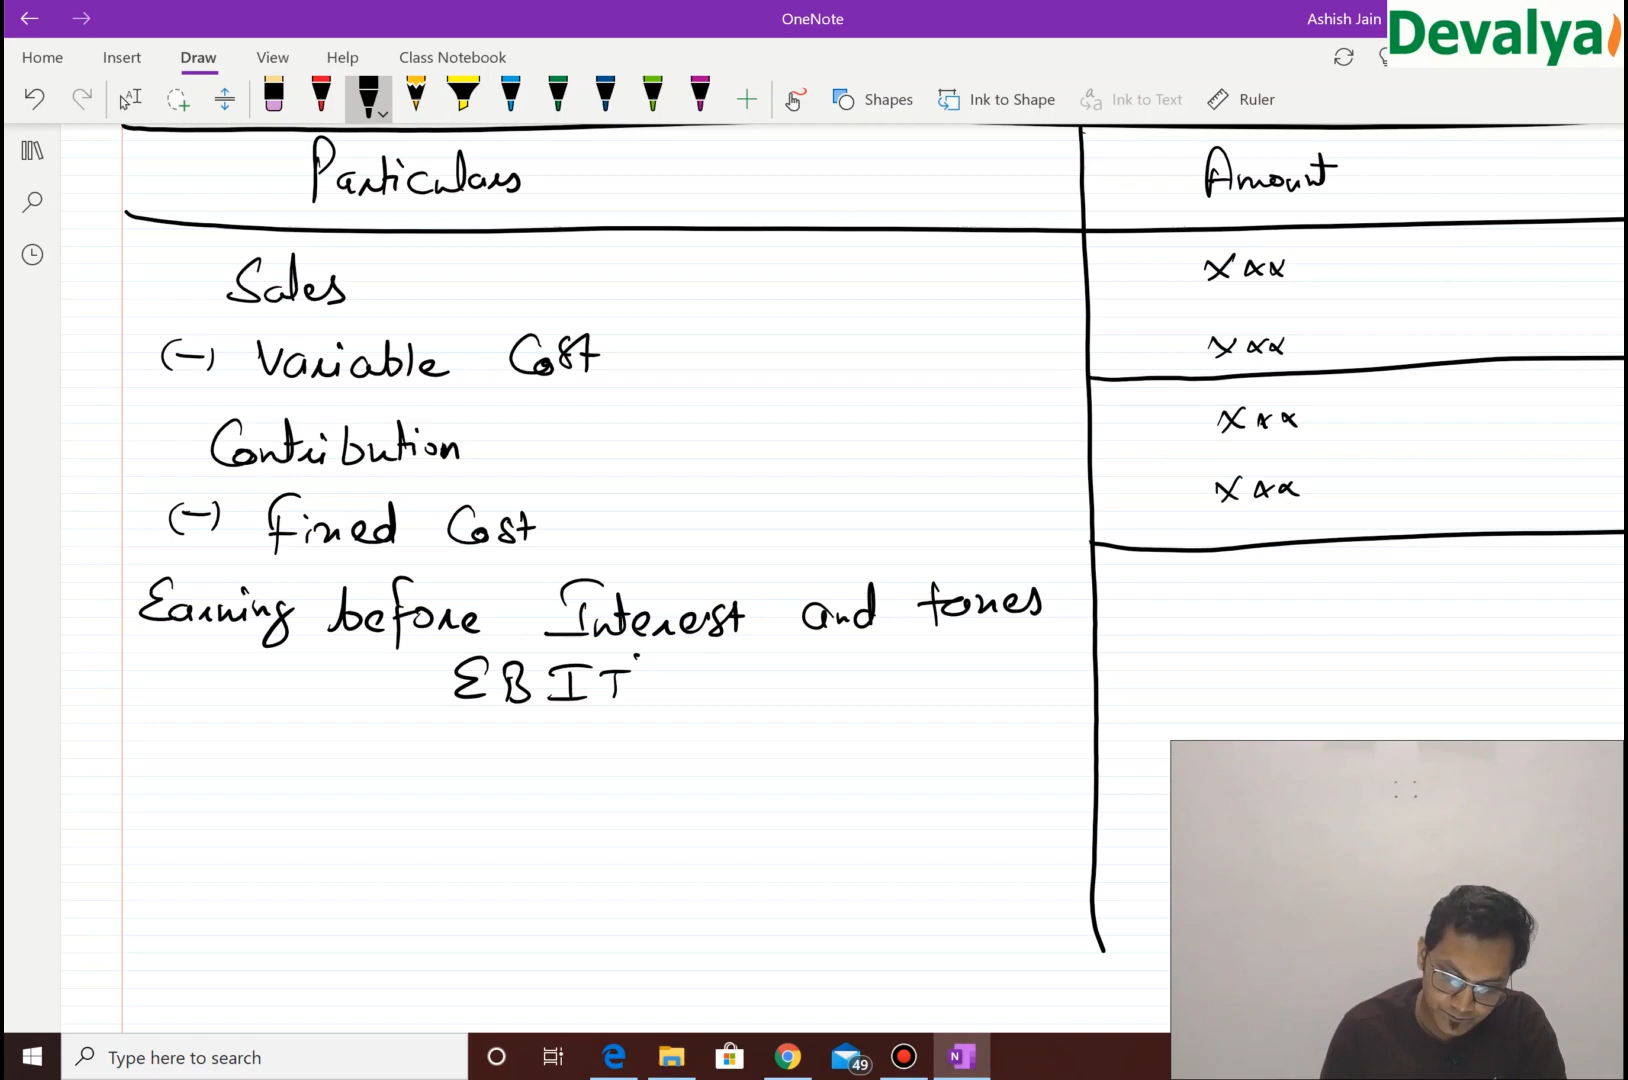 OneNote
Ashish Jain
Devalya
Home Insert Draw View Help Class Notebook
Shapes Ink to Shape Ink to Text Ruler
Particulars Amount
Sales xxx
(-) Variable Cost xxx
Contribution xxx
(-) Fixed Cost xxx
Earning before Interest and taxes
EBIT
Type here to search
49
N